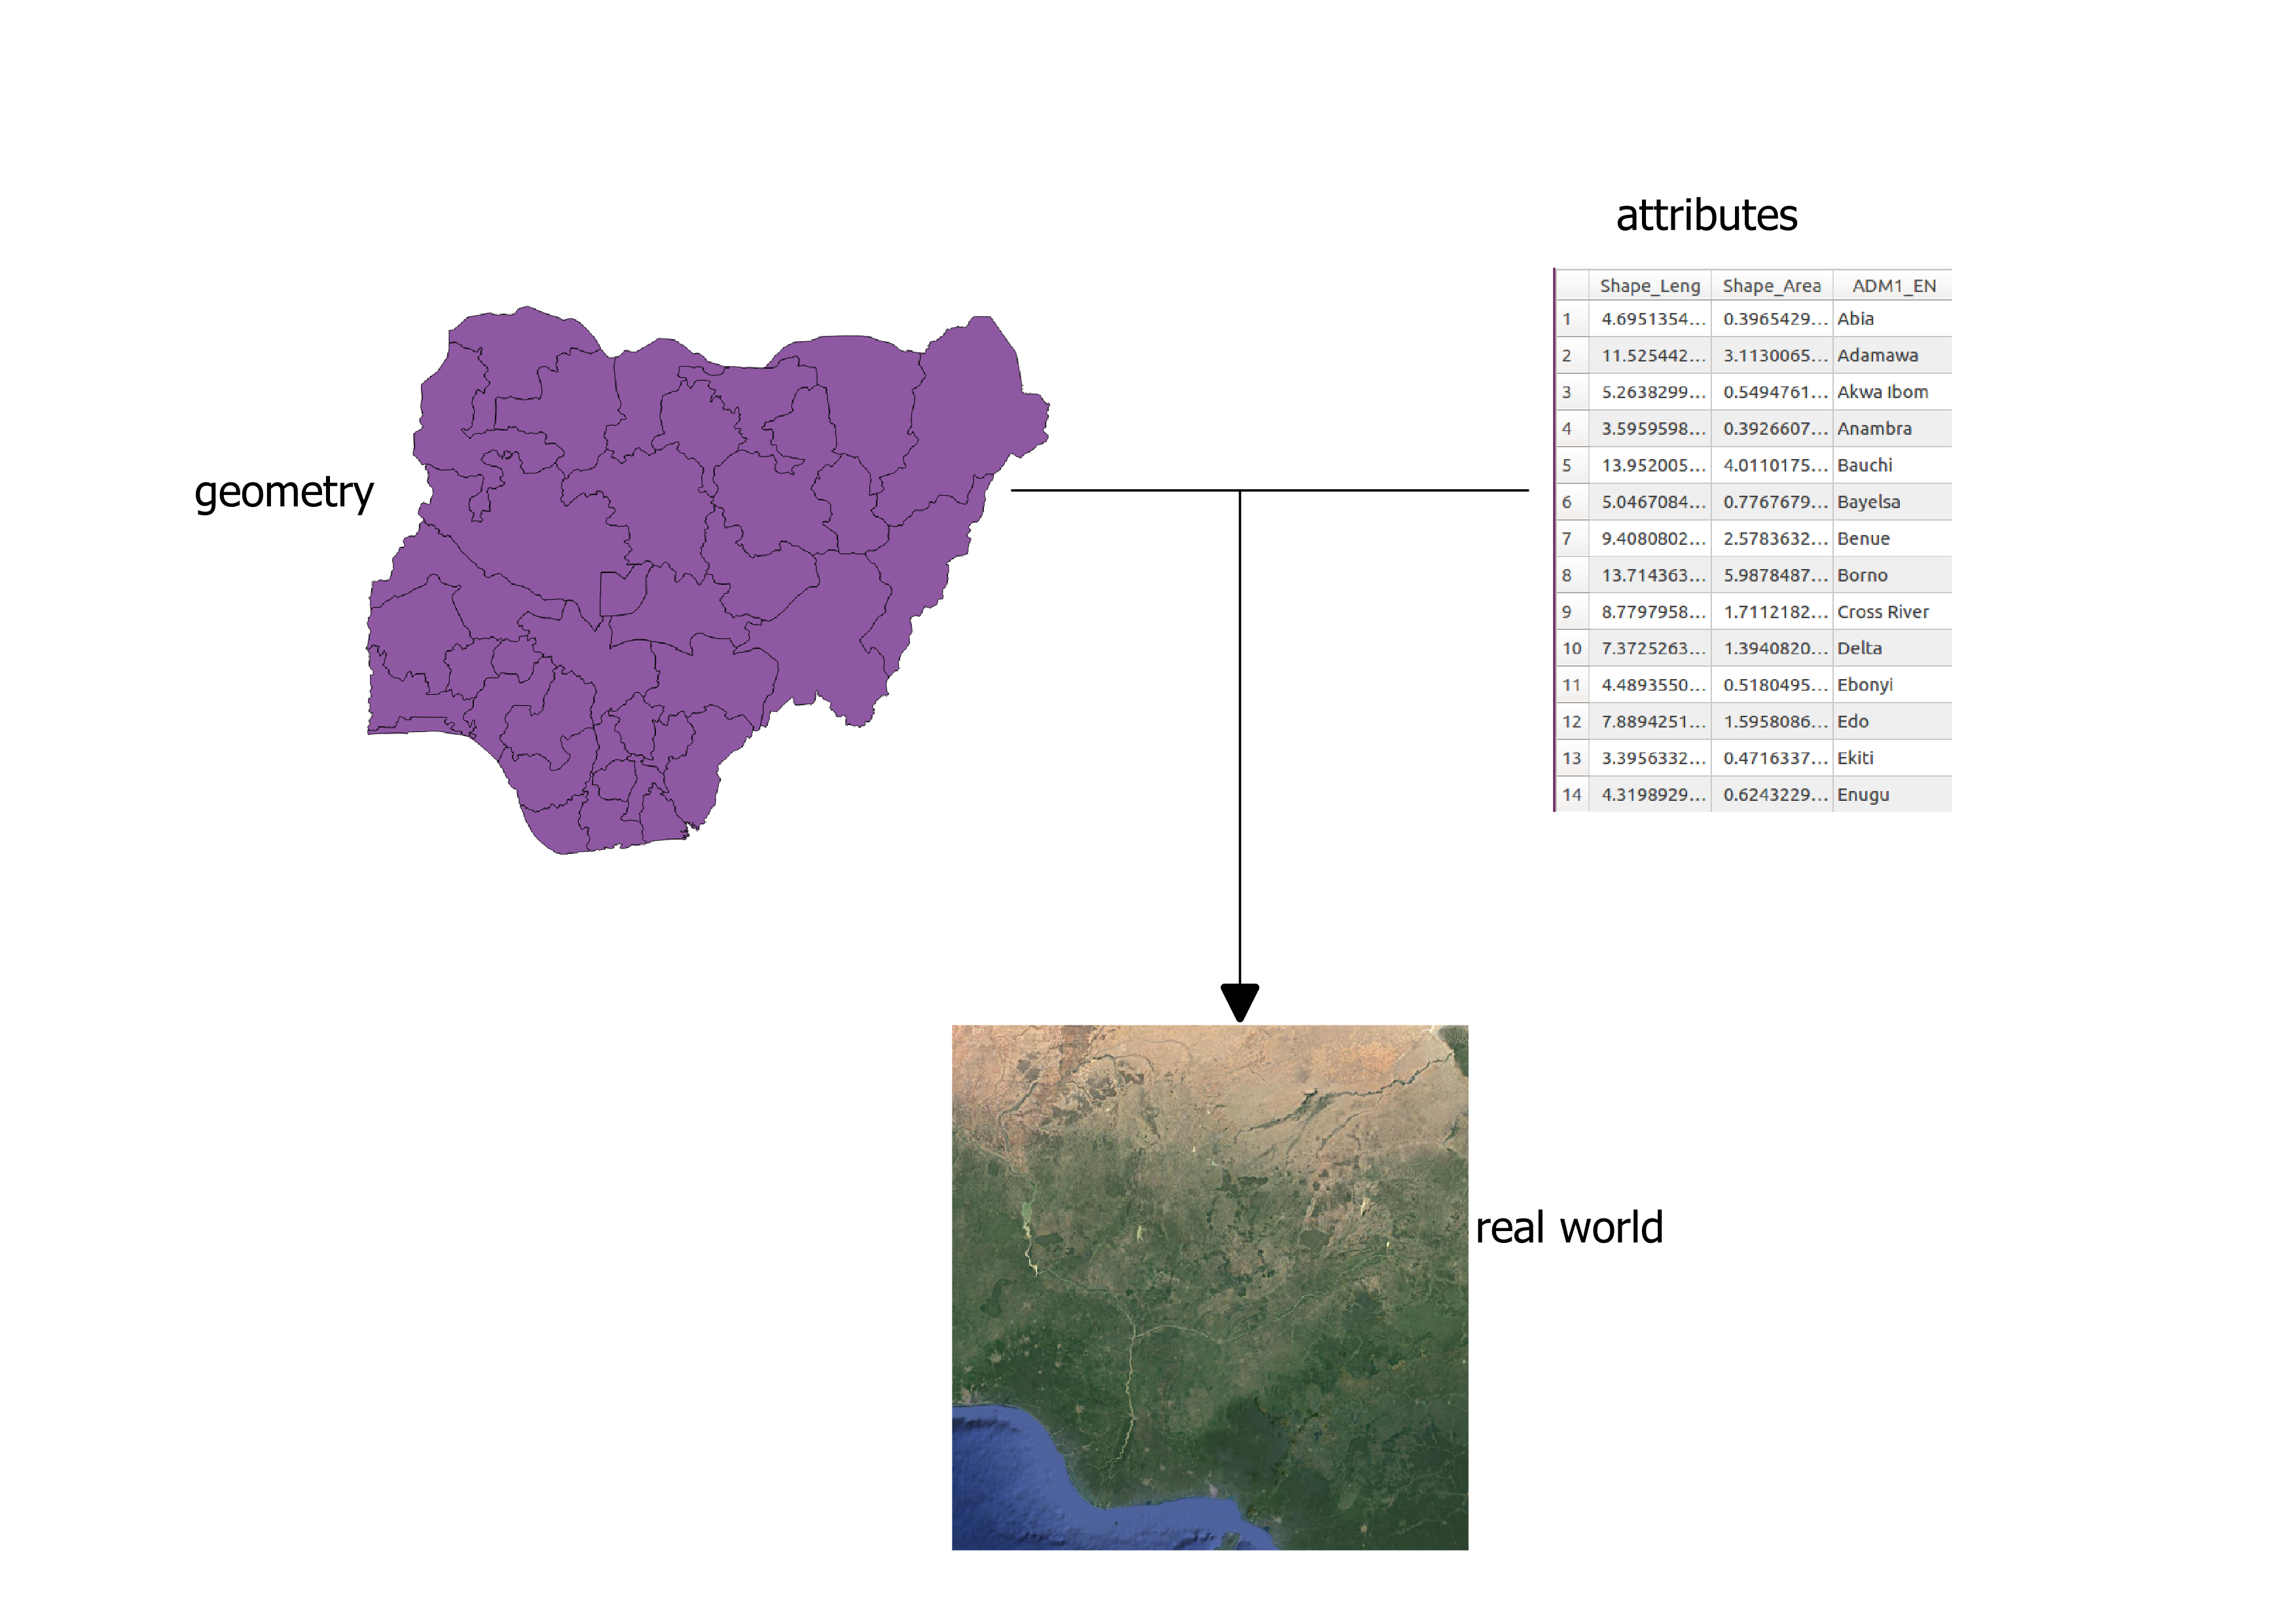 attributes
Shape_Leng Shape_Area ADM1_EN
1 4.6951354... 0.3965429... Abia
2 11.525442... 3.1130065... Adamawa
3 5.2638299... 0.5494761... Akwa Ibom
4 3.5959598... 0.3926607... Anambra
5 13.952005... 4.0110175... Bauchi
6 5.0467084... 0.7767679... Bayelsa
7 9.4080802... 2.5783632... Benue
8 13.714363... 5.9878487... Borno
9 8.7797958... 1.7112182... Cross River
10 7.3725263... 1.3940820... Delta
11 4.4893550... 0.5180495... Ebonyi
12 7.8894251... 1.5958086... Edo
13 3.3956332... 0.4716337... Ekiti
14 4.3198929... 0.6243229... Enugu
geometry
real world